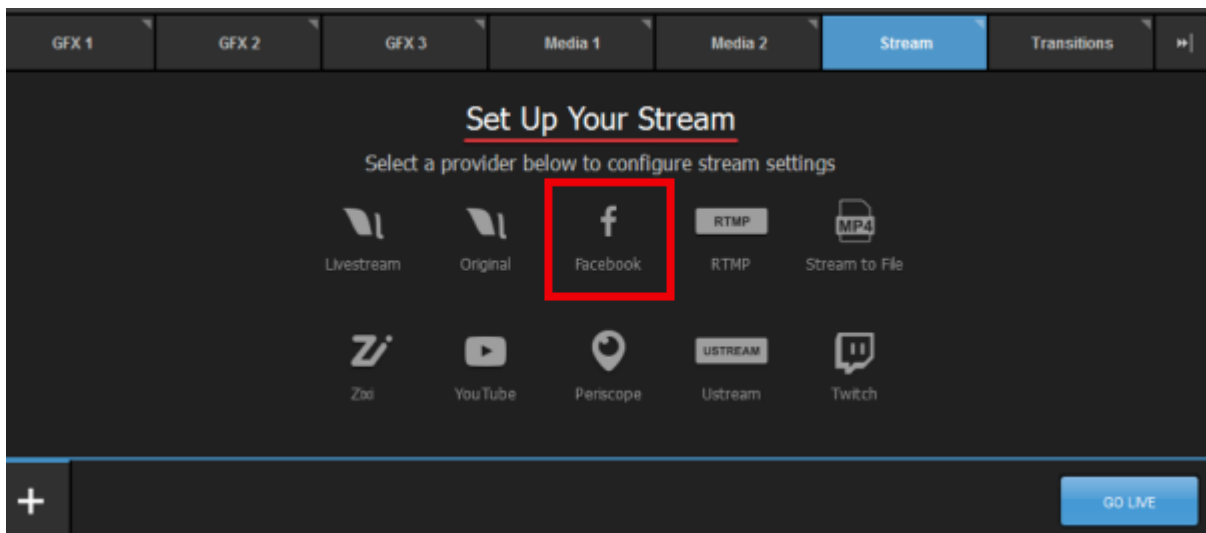 GFX 1 GFX 2 GFX 3 Media 1 Media 2 Stream Transitions
Set Up Your Stream
Select a provider below to configure stream settings
RTMP MP4
Livestream Original Facebook RTMP Stream to File
USTREAM
Zixi YouTube Periscope Ustream Twitch
GO LIVE